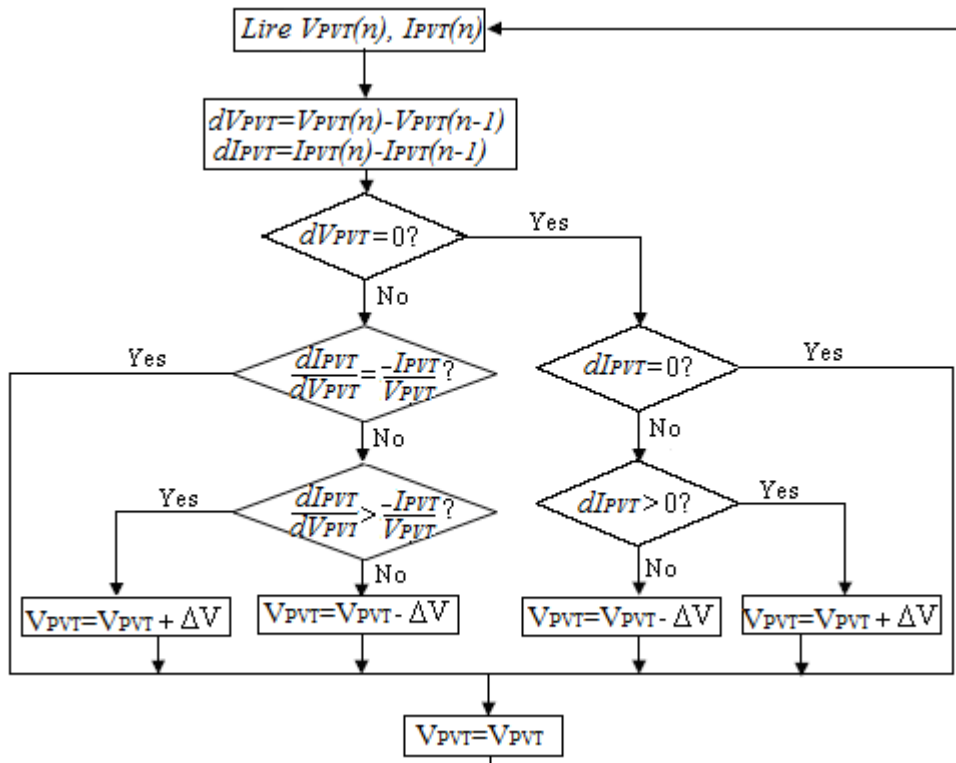 Lire VPVT(n), IPVT(n)
dVPVT=VPVT(n)-VPVT(n-1)
dIPVT=IPVT(n)-IPVT(n-1)
dVPVT=0?
Yes
No
Yes
dIPVT/dVPVT=-IPVT/VPVT?
dIPVT=0?
Yes
No
No
Yes
dIPVT/dVPVT>-IPVT/VPVT?
dIPVT>0?
Yes
No
No
VPVT=VPVT+ΔV
VPVT=VPVT-ΔV
VPVT=VPVT-ΔV
VPVT=VPVT+ΔV
VPVT=VPVT